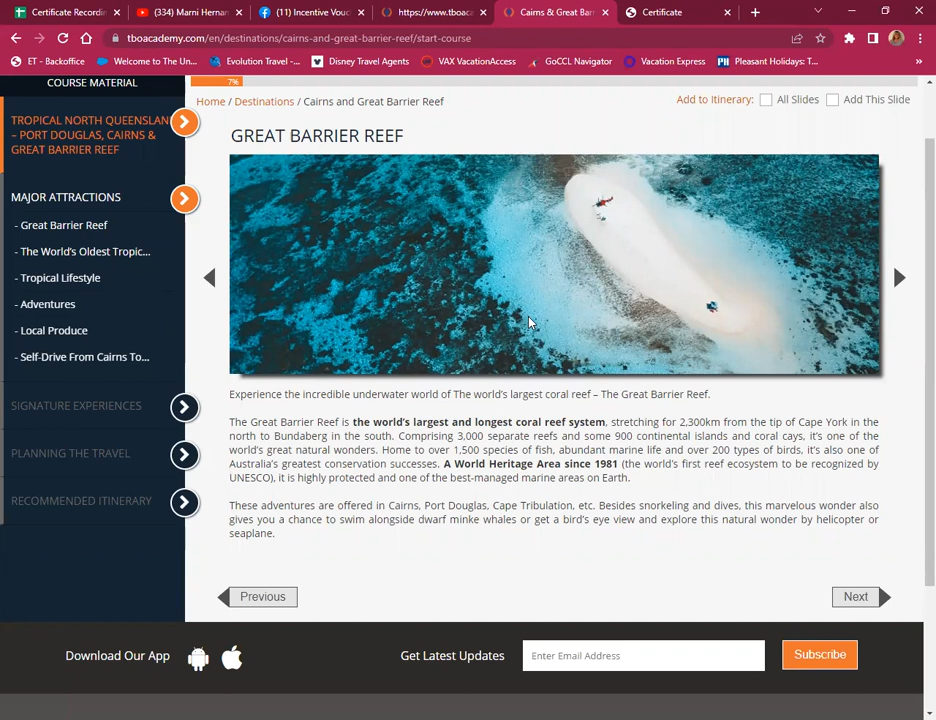 Certificate Recordi
(334) Marni Hernan
(11) Incentive Vouc
https://www.tboac
Cairns & Great Bar
Certificate
tboacademy.com/en/destinations/cairns-and-great-barrier-reef/start-course
ET - Backoffice
Welcome to The Un...
Evolution Travel -...
Disney Travel Agents
VAX VacationAccess
GoCCL Navigator
Vacation Express
Pleasant Holidays: T...
»
COURSE MATERIAL
7%
Home / Destinations / Cairns and Great Barrier Reef
Add to Itinerary: All Slides Add This Slide
TROPICAL NORTH QUEENSLAN
– PORT DOUGLAS, CAIRNS &
GREAT BARRIER REEF
MAJOR ATTRACTIONS
- Great Barrier Reef
- The World's Oldest Tropic...
- Tropical Lifestyle
- Adventures
- Local Produce
- Self-Drive From Cairns To...
SIGNATURE EXPERIENCES
PLANNING THE TRAVEL
RECOMMENDED ITINERARY
GREAT BARRIER REEF
Experience the incredible underwater world of The world's largest coral reef – The Great Barrier Reef.
The Great Barrier Reef is the world's largest and longest coral reef system, stretching for 2,300km from the tip of Cape York in the
north to Bundaberg in the south. Comprising 3,000 separate reefs and some 900 continental islands and coral cays, it's one of the
world's great natural wonders. Home to over 1,500 species of fish, abundant marine life and over 200 types of birds, it's also one of
Australia's greatest conservation successes. A World Heritage Area since 1981 (the world's first reef ecosystem to be recognized by
UNESCO), it is highly protected and one of the best-managed marine areas on Earth.
These adventures are offered in Cairns, Port Douglas, Cape Tribulation, etc. Besides snorkeling and dives, this marvelous wonder also
gives you a chance to swim alongside dwarf minke whales or get a bird's eye view and explore this natural wonder by helicopter or
seaplane.
Previous
Next
Download Our App
Get Latest Updates
Enter Email Address
Subscribe